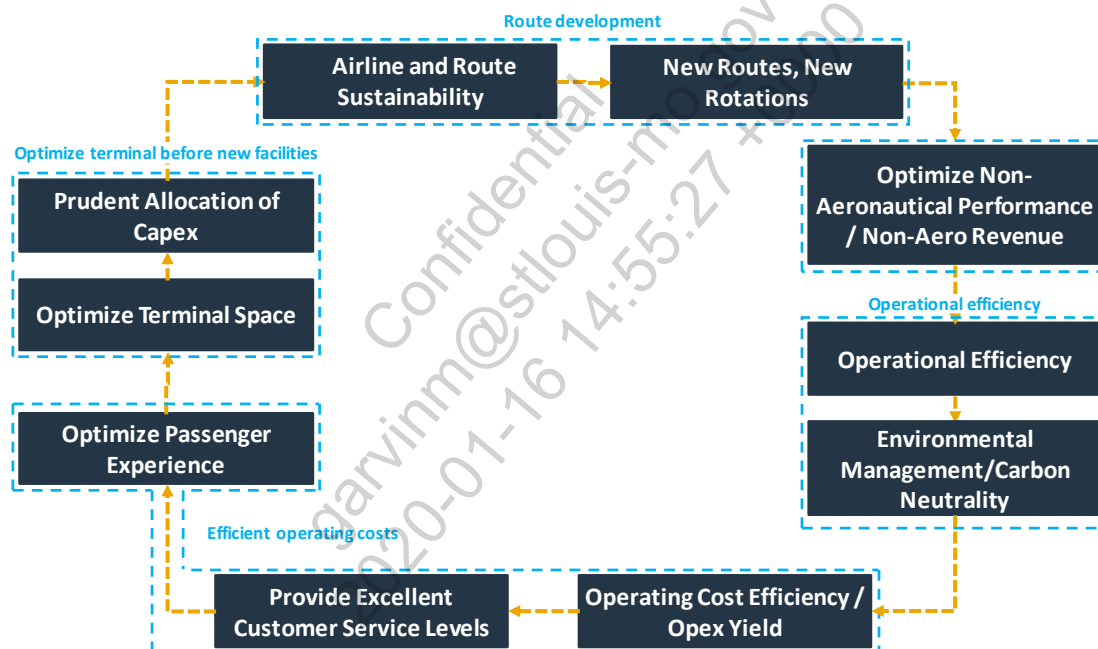 Route development
Airline and Route
Sustainability
New Routes, New
Rotations
Optimize terminal before new facilities
Prudent Allocation of
Capex
Optimize Non-
Aeronautical Performance
/ Non-Aero Revenue
Optimize Terminal Space
Operational efficiency
Operational Efficiency
Optimize Passenger
Experience
Environmental
Management/Carbon
Neutrality
Efficient operating costs
Provide Excellent
Customer Service Levels
Operating Cost Efficiency /
Opex Yield
Confidential
garvinm@stlouis-mo.gov
2020-01-16 14:55:27 +0000